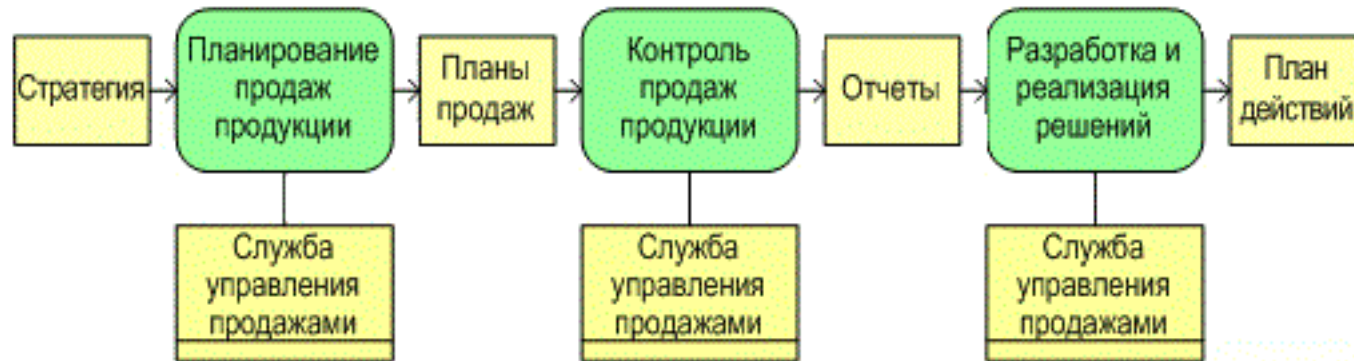 Стратегия
Планирование
продаж
продукции
Планы
продаж
Контроль
продаж
продукции
Отчеты
Разработка и
реализация
решений
План
действий
Служба
управления
продажами
Служба
управления
продажами
Служба
управления
продажами